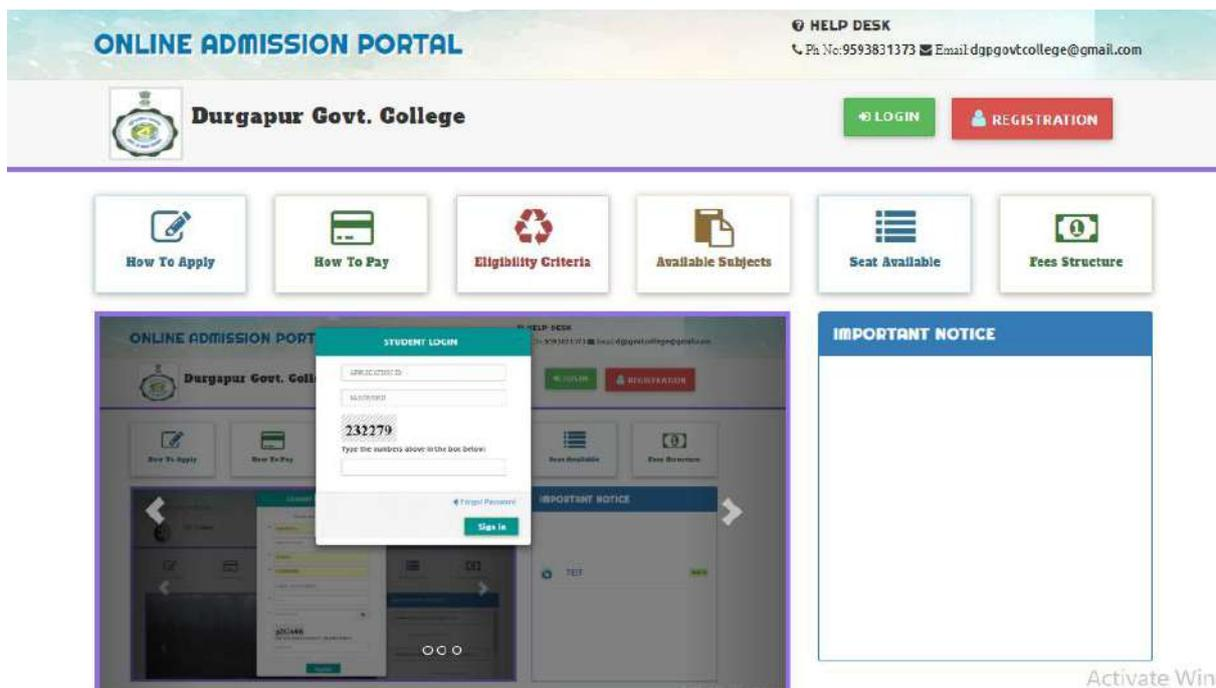 ONLINE ADMISSION PORTAL
HELP DESK
Ph No:9593831373 Email:dgpgovtcollege@gmail.com
Durgapur Govt. College
LOGIN
REGISTRATION
How To Apply
How To Pay
Eligibility Criteria
Available Subjects
Seat Available
Fees Structure
IMPORTANT NOTICE
ONLINE ADMISSION PORT
HELP DESK
Durgapur Govt. Coll
LOGIN
REGISTRATION
STUDENT LOGIN
APPLICATION ID
PASSWORD
232279
Type the numbers above in the box below:
Forgot Password
Sign in
How To Apply
How To Pay
Seat Available
Fees Structure
IMPORTANT NOTICE
TEST
Activate Win